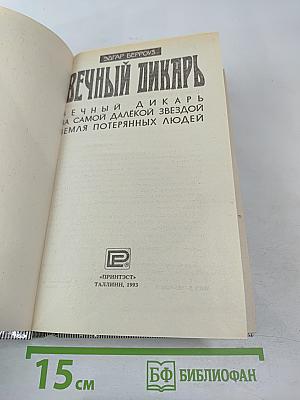 ЭДГАР БЕРРОУЗ
ВЕЧНЫЙ ДИКАРЬ
ВЕЧНЫЙ ДИКАРЬ
ЗА САМОЙ ДАЛЕКОЙ ЗВЕЗДОЙ
ЗЕМЛЯ ПОТЕРЯННЫХ ЛЮДЕЙ
«ПРИНТЭСТ»
ТАЛЛИНН, 1993
15 см
БФ БИБЛИОФАН